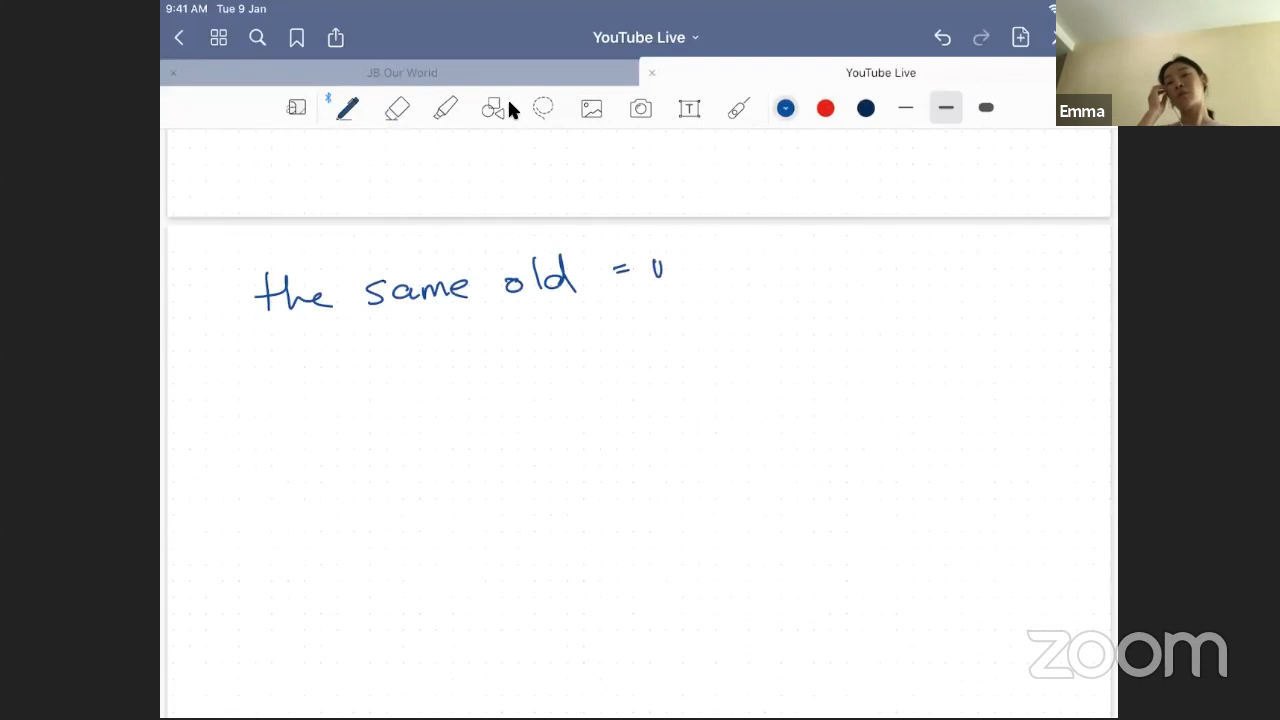 9:41 AM Tue 9 Jan
YouTube Live
JB Our World
YouTube Live
T
Emma
the same old =
zoom